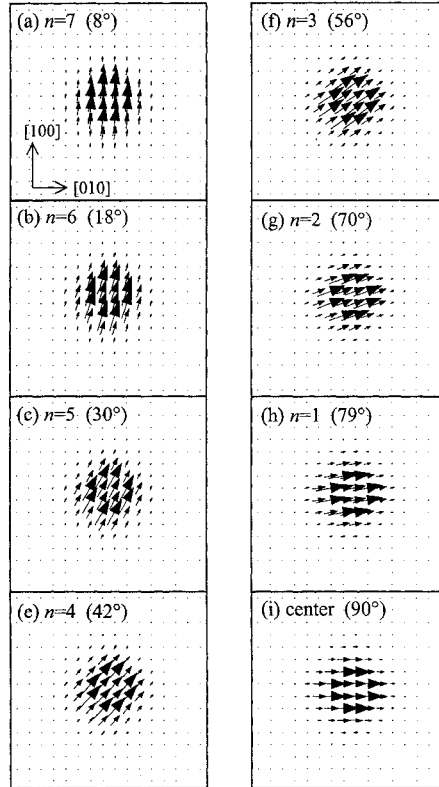 (a) n=7 (8°)
[100]
[010]
(b) n=6 (18°)
(c) n=5 (30°)
(e) n=4 (42°)
(f) n=3 (56°)
(g) n=2 (70°)
(h) n=1 (79°)
(i) center (90°)